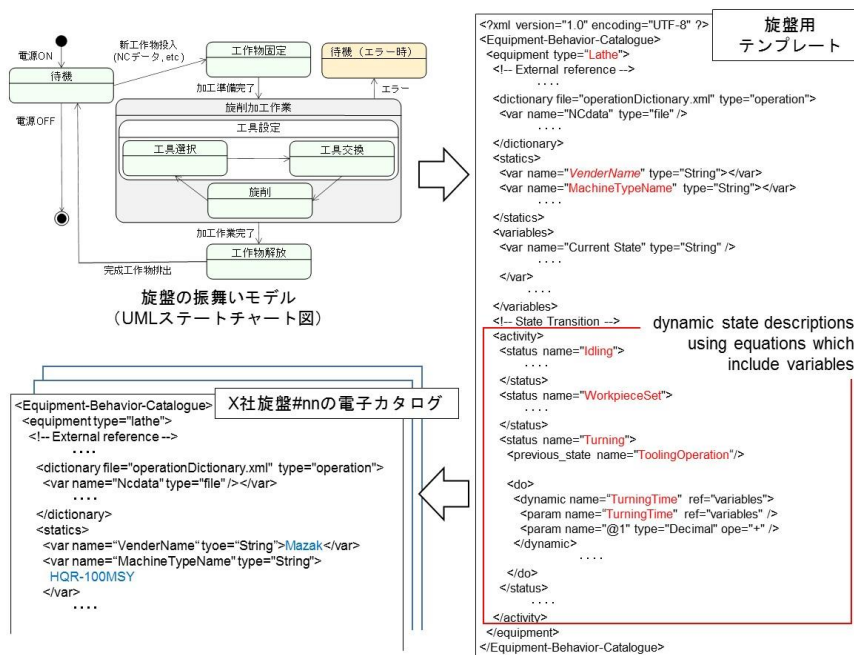 電源ON
新工作物投入
(NCデータ, etc)
工作物固定
待機（エラー時）
待機
加工準備完了
エラー
旋削加工作業
電源OFF
工具設定
工具選択
工具交換
旋削
加工作業完了
工作物解放
完成工作物排出
旋盤の振舞いモデル
（UMLステートチャート図）
旋盤用
テンプレート
<?xml version="1.0" encoding="UTF-8" ?>
<Equipment-Behavior-Catalogue>
<equipment type="Lathe">
<!-- External reference -->
....
<dictionary file="operationDictionary.xml" type="operation">
<var name="NCdata" type="file" />
....
</dictionary>
<statics>
<var name="VenderName" type="String"></var>
<var name="MachineTypeName" type="String"></var>
....
</statics>
<variables>
<var name="Current State" type="String" />
....
</var>
....
</variables>
<!-- State Transition -->
<activity>
<status name="Idling">
....
</status>
<status name="WorkpieceSet">
....
</status>
<status name="Turning">
<previous_state name="ToolingOperation"/>
<do>
<dynamic name="TurningTime" ref="variables">
<param name="TurningTime" ref="variables" />
<param name="@1" type="Decimal" ope="+" />
</dynamic>
....
</do>
</status>
....
</activity>
</equipment>
</Equipment-Behavior-Catalogue>
dynamic state descriptions
using equations which
include variables
X社旋盤#nnの電子カタログ
<Equipment-Behavior-Catalogue>
<equipment type="lathe">
<!-- External reference -->
....
<dictionary file="operationDictionary.xml" type="operation">
<var name="Ncdata" type="file" /></var>
....
</dictionary>
<statics>
<var name="VenderName" tyoe="String">Mazak</var>
<var name="MachineTypeName" type="String">
HQR-100MSY
</var>
....